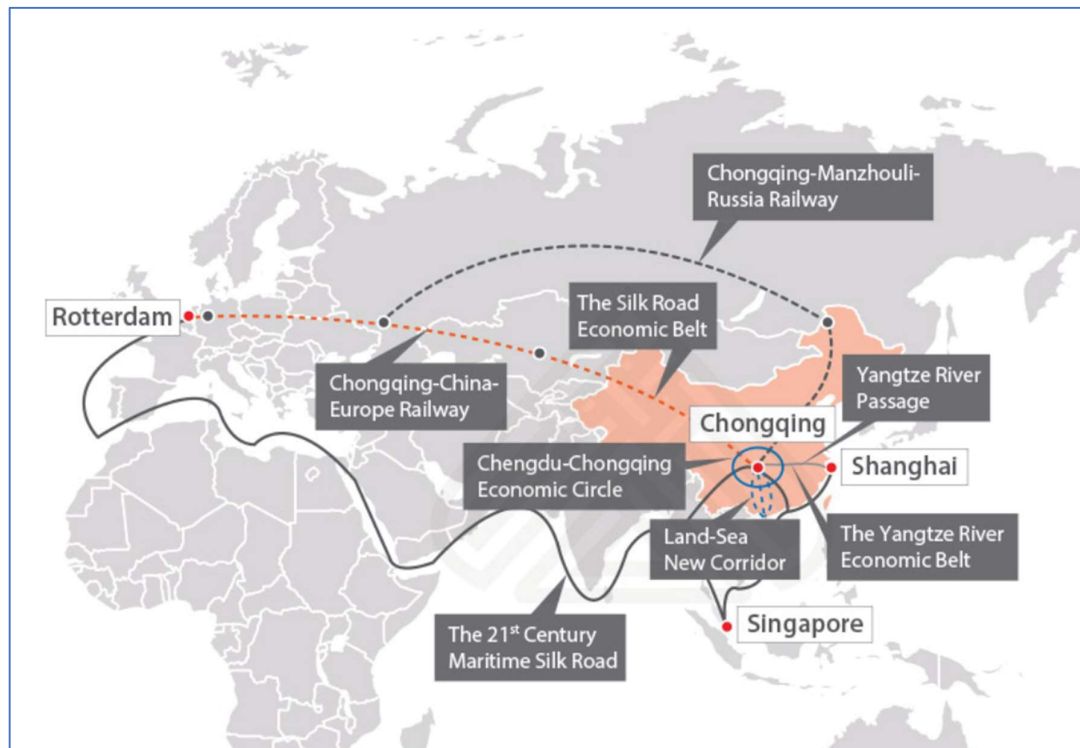 Chongqing-Manzhouli-
Russia Railway
The Silk Road
Economic Belt
Rotterdam
Chongqing-China-
Europe Railway
Yangtze River
Passage
Chongqing
Chengdu-Chongqing
Economic Circle
Shanghai
Land-Sea
New Corridor
The Yangtze River
Economic Belt
The 21st Century
Maritime Silk Road
Singapore